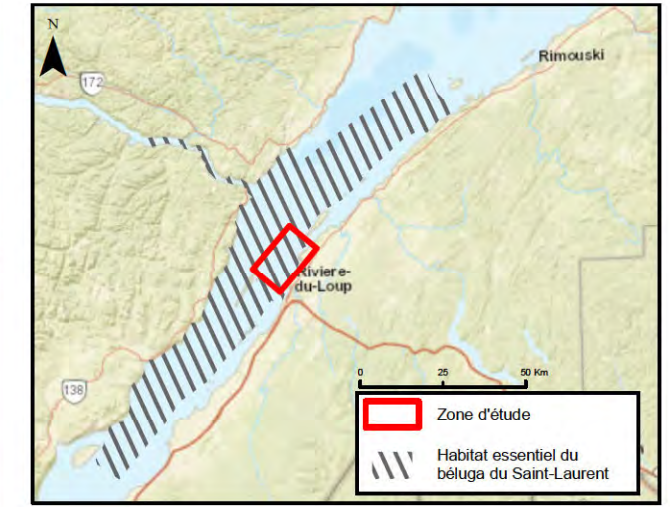 N
172
Rimouski
Riviere-
du-Loup
138
0 25 50 Km
Zone d'étude
Habitat essentiel du
béluga du Saint-Laurent